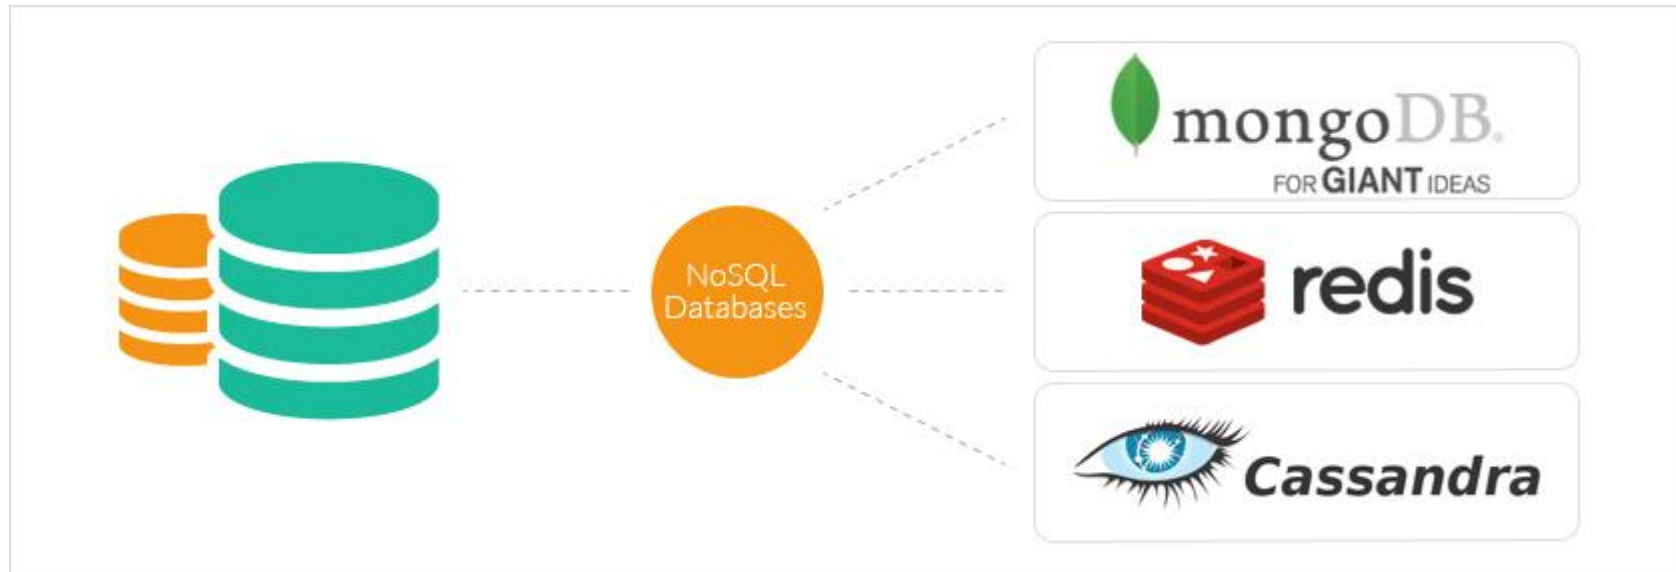 NoSQL
Databases
mongoDB®
FOR GIANT IDEAS
redis
Cassandra